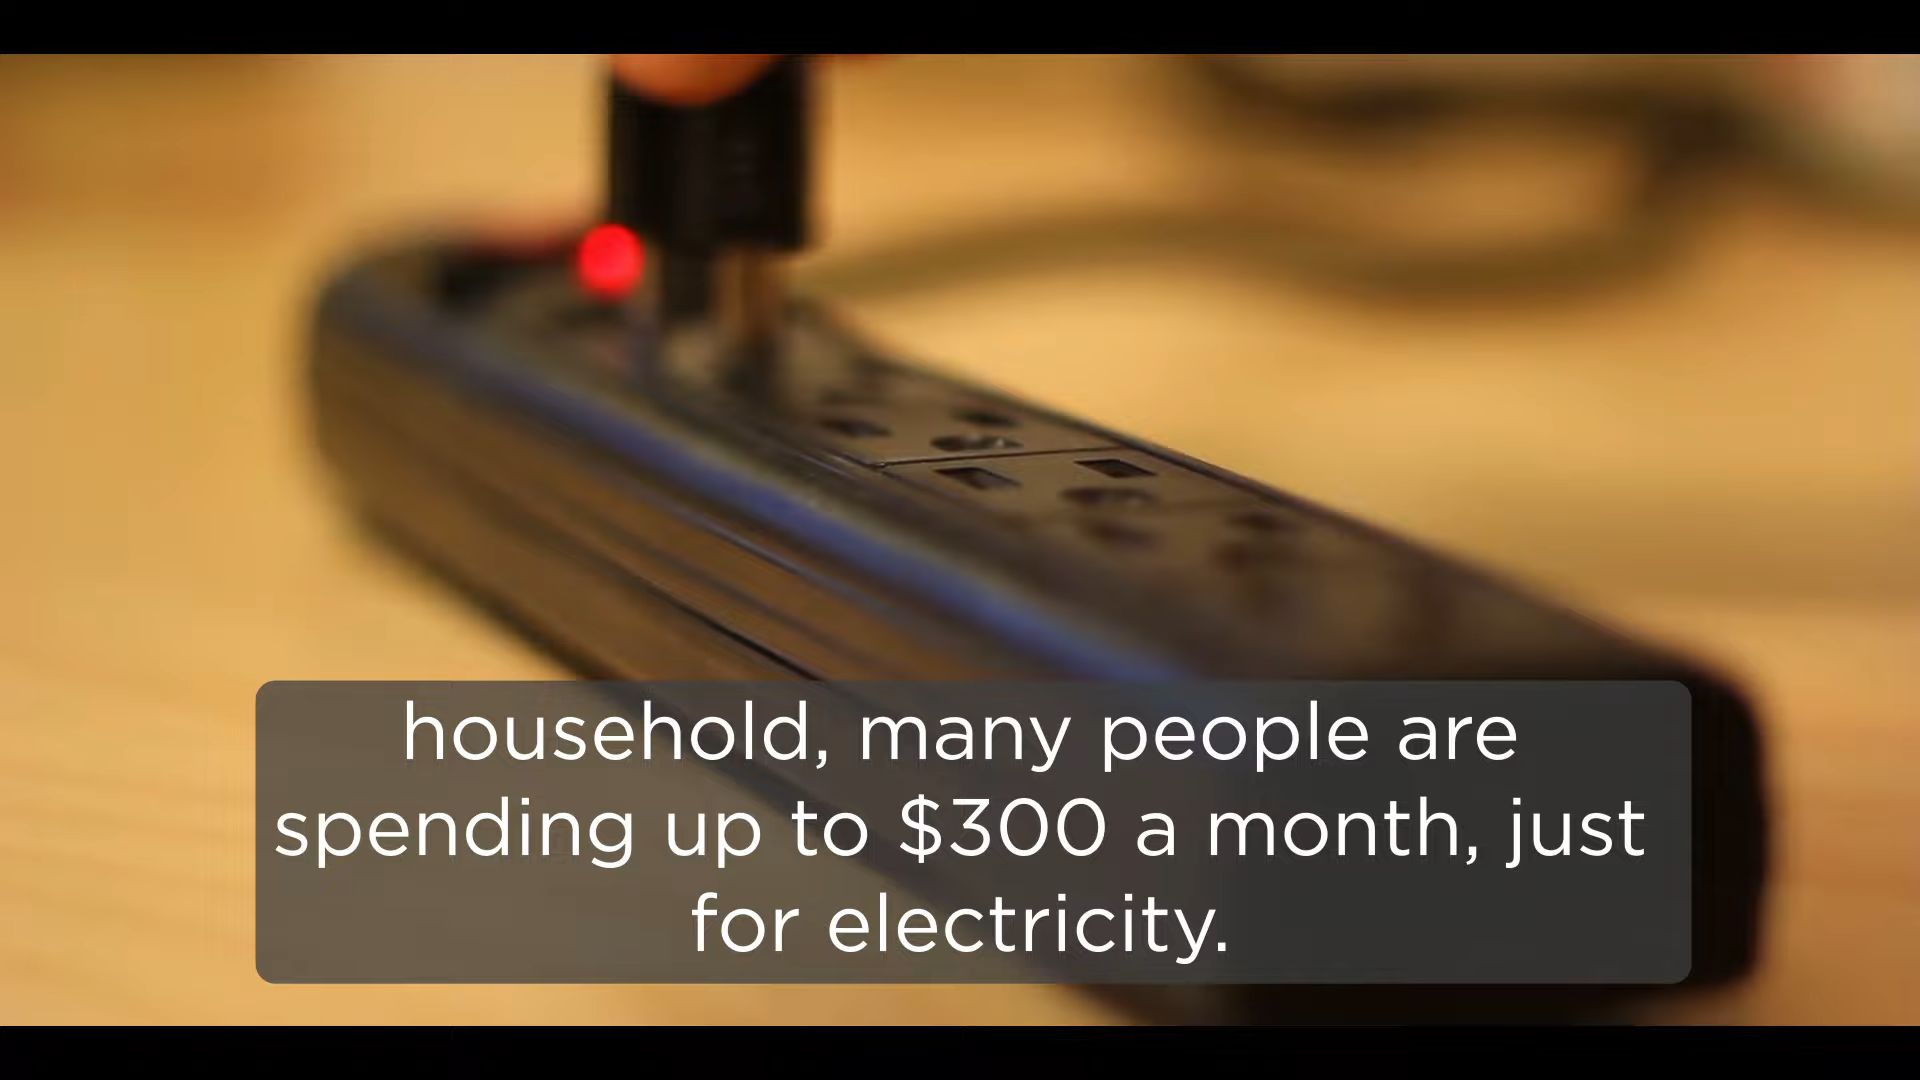 household, many people are
spending up to $300 a month, just
for electricity.